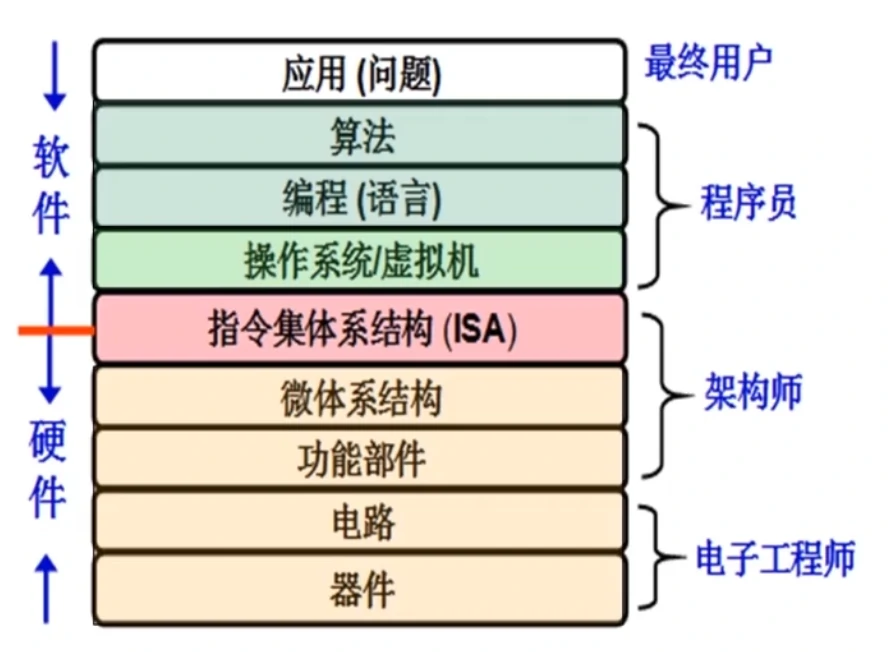 应用 (问题)
最终用户
算法
编程 (语言)
操作系统/虚拟机
程序员
指令集体系结构 (ISA)
微体系结构
功能部件
架构师
电路
器件
电子工程师
软件
硬件